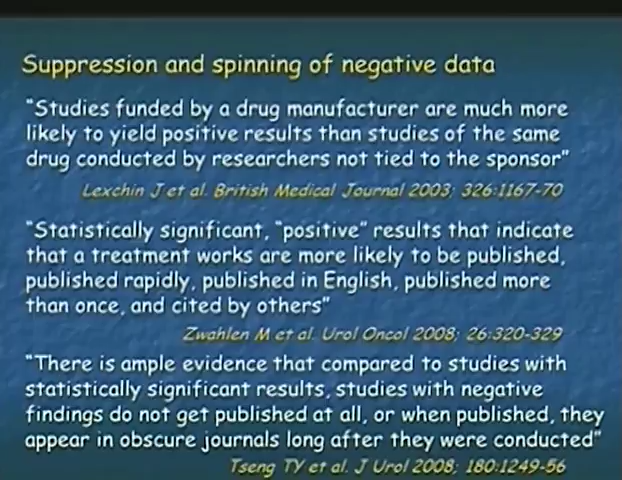 Suppression and spinning of negative data
"Studies funded by a drug manufacturer are much more
likely to yield positive results than studies of the same
drug conducted by researchers not tied to the sponsor"
Lexchin J et al. British Medical Journal 2003; 326:1167-70
"Statistically significant, "positive" results that indicate
that a treatment works are more likely to be published,
published rapidly, published in English, published more
than once, and cited by others"
Zwahlen M et al. Urol Oncol 2008; 26:320-329
"There is ample evidence that compared to studies with
statistically significant results, studies with negative
findings do not get published at all, or when published, they
appear in obscure journals long after they were conducted"
Tseng TY et al. J Urol 2008; 180:1249-56